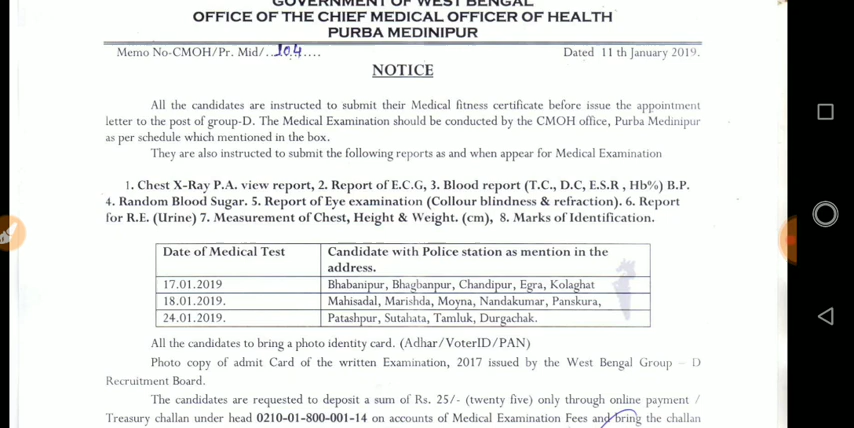 GOVERNMENT OF WEST BENGAL
OFFICE OF THE CHIEF MEDICAL OFFICER OF HEALTH
PURBA MEDINIPUR
Memo No-CMOH/Pr. Mid/..104.... Dated 11 th January 2019.
NOTICE
All the candidates are instructed to submit their Medical fitness certificate before issue the appointment
letter to the post of group-D. The Medical Examination should be conducted by the CMOH office, Purba Medinipur
as per schedule which mentioned in the box.
They are also instructed to submit the following reports as and when appear for Medical Examination
1. Chest X-Ray P.A. view report, 2. Report of E.C.G, 3. Blood report (T.C., D.C, E.S.R , Hb%) B.P.
4. Random Blood Sugar. 5. Report of Eye examination (Collour blindness & refraction). 6. Report
for R.E. (Urine) 7. Measurement of Chest, Height & Weight. (cm), 8. Marks of Identification.
Date of Medical Test Candidate with Police station as mention in the
address.
17.01.2019 Bhabanipur, Bhagbanpur, Chandipur, Egra, Kolaghat
18.01.2019. Mahisadal, Marishda, Moyna, Nandakumar, Panskura,
24.01.2019. Patashpur, Sutahata, Tamluk, Durgachak.
All the candidates to bring a photo identity card. (Adhar/VoterID/PAN)
Photo copy of admit Card of the written Examination, 2017 issued by the West Bengal Group – D
Recruitment Board.
The candidates are requested to deposit a sum of Rs. 25/- (twenty five) only through online payment /
Treasury challan under head 0210-01-800-001-14 on accounts of Medical Examination Fees and bring the challan